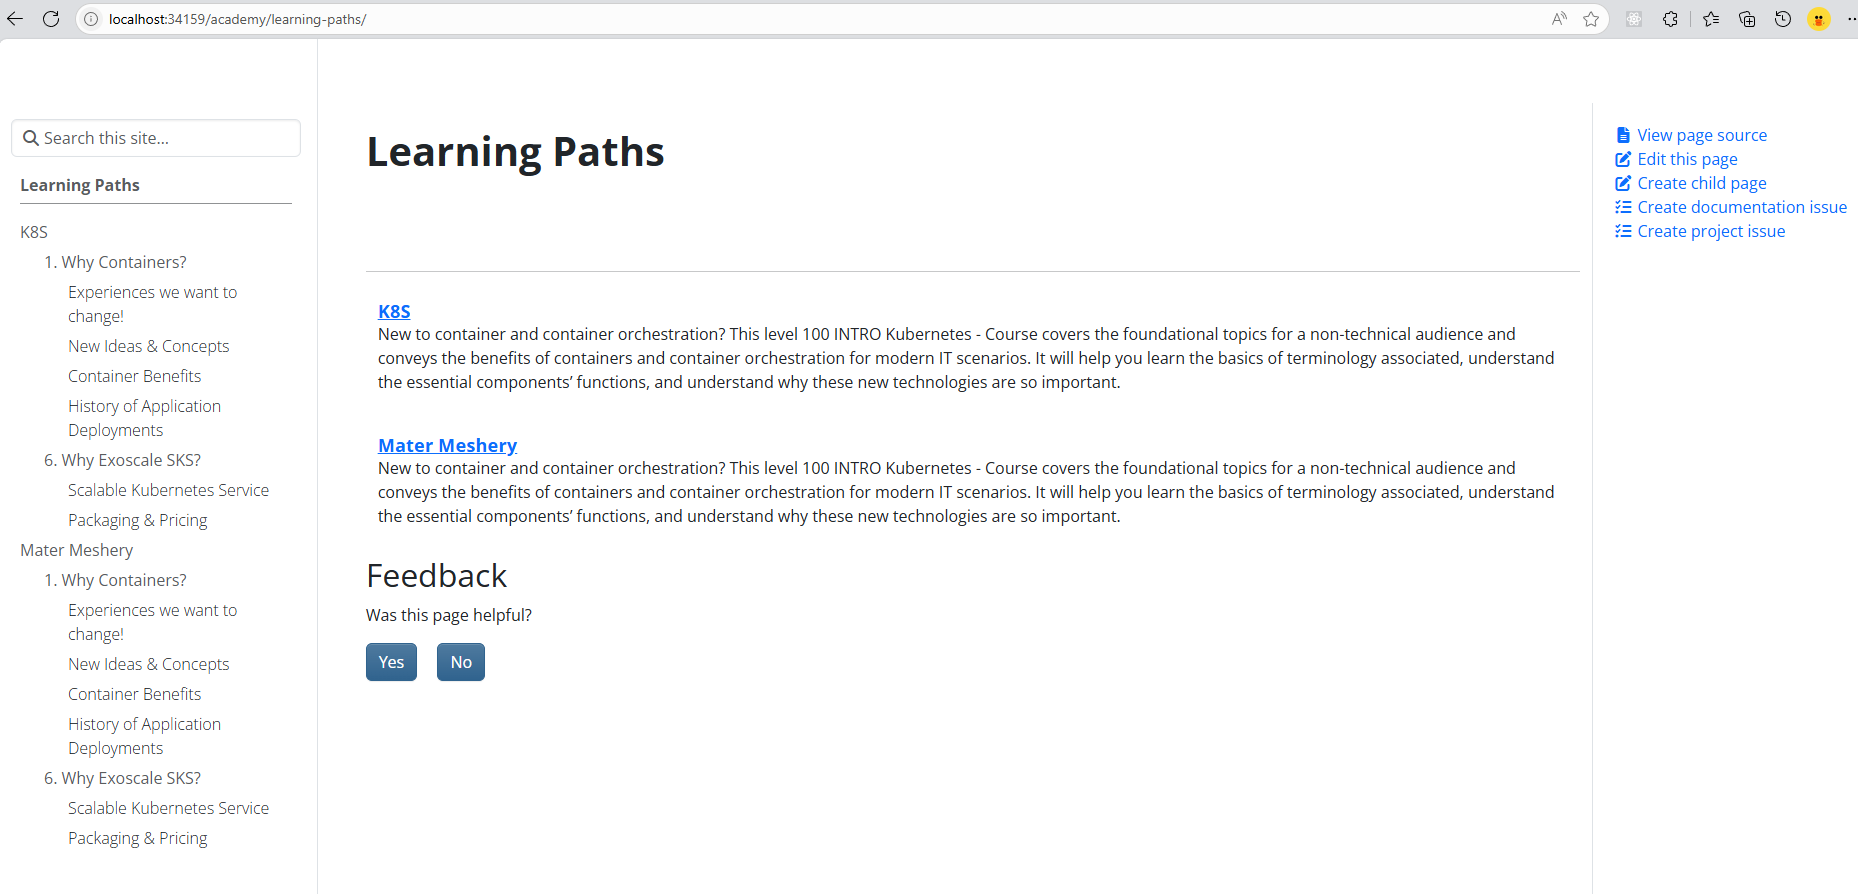 localhost:34159/academy/learning-paths/
Search this site...
Learning Paths
K8S
1. Why Containers?
Experiences we want to
change!
New Ideas & Concepts
Container Benefits
History of Application
Deployments
6. Why Exoscale SKS?
Scalable Kubernetes Service
Packaging & Pricing
Mater Meshery
1. Why Containers?
Experiences we want to
change!
New Ideas & Concepts
Container Benefits
History of Application
Deployments
6. Why Exoscale SKS?
Scalable Kubernetes Service
Packaging & Pricing
Learning Paths
K8S
New to container and container orchestration? This level 100 INTRO Kubernetes - Course covers the foundational topics for a non-technical audience and
conveys the benefits of containers and container orchestration for modern IT scenarios. It will help you learn the basics of terminology associated, understand
the essential components’ functions, and understand why these new technologies are so important.
Mater Meshery
New to container and container orchestration? This level 100 INTRO Kubernetes - Course covers the foundational topics for a non-technical audience and
conveys the benefits of containers and container orchestration for modern IT scenarios. It will help you learn the basics of terminology associated, understand
the essential components’ functions, and understand why these new technologies are so important.
Feedback
Was this page helpful?
Yes
No
View page source
Edit this page
Create child page
Create documentation issue
Create project issue